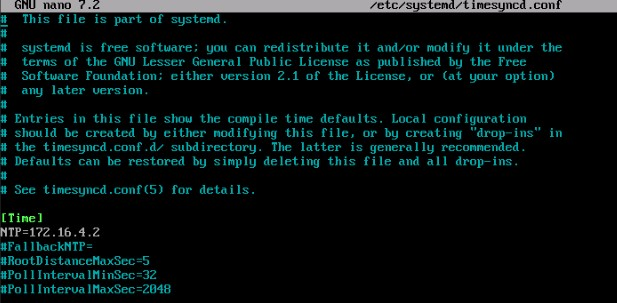 GNU nano 7.2 /etc/systemd/timesyncd.conf
#  This file is part of systemd.
#
#  systemd is free software; you can redistribute it and/or modify it under the
#  terms of the GNU Lesser General Public License as published by the Free
#  Software Foundation; either version 2.1 of the License, or (at your option)
#  any later version.
#
# Entries in this file show the compile time defaults. Local configuration
# should be created by either modifying this file, or by creating "drop-ins" in
# the timesyncd.conf.d/ subdirectory. The latter is generally recommended.
# Defaults can be restored by simply deleting this file and all drop-ins.
#
# See timesyncd.conf(5) for details.
[Time]
NTP=172.16.4.2
#FallbackNTP=
#RootDistanceMaxSec=5
#PollIntervalMinSec=32
#PollIntervalMaxSec=2048